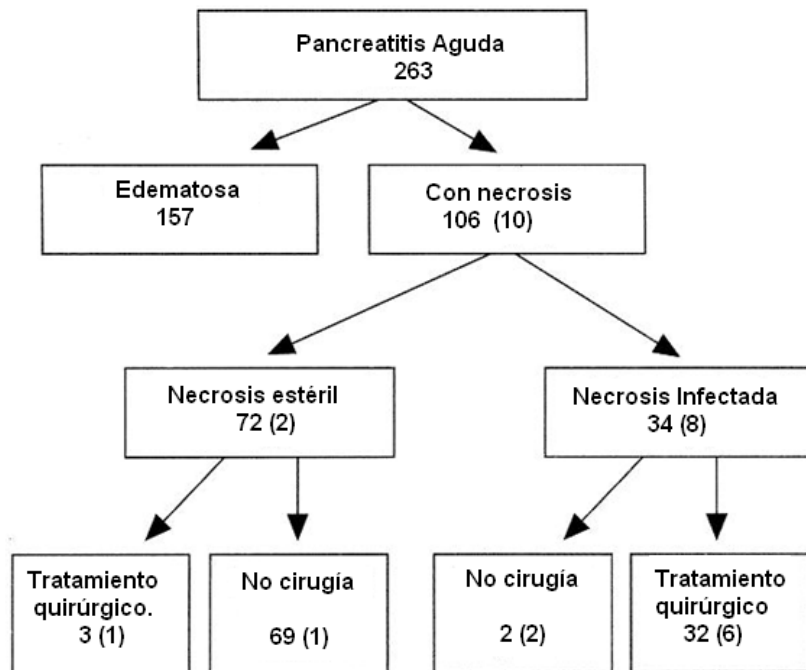 Pancreatitis Aguda
263
Edematosa
157
Con necrosis
106 (10)
Necrosis estéril
72 (2)
Necrosis Infectada
34 (8)
Tratamiento
quirúrgico.
3 (1)
No cirugía
69 (1)
No cirugía
2 (2)
Tratamiento
quirúrgico
32 (6)